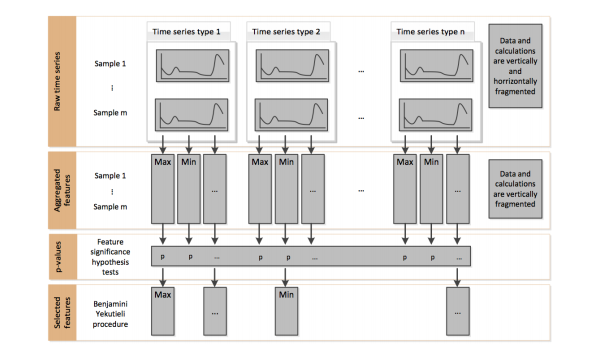 Time series type 1
Time series type 2
Time series type n
Raw time series
Sample 1
⋮
Sample m
...
...
Data and
calculations
are vertically
and
horrizontally
fragmented
Aggregated
features
Sample 1
⋮
Sample m
Max
Min
...
Max
Min
...
...
Max
Min
...
Data and
calculations
are vertically
fragmented
p-values
Feature
significance
hypothesis
tests
p
p
...
p
p
...
p
p
...
Selected
features
Benjamini
Yekutieli
procedure
Max
...
Min
...